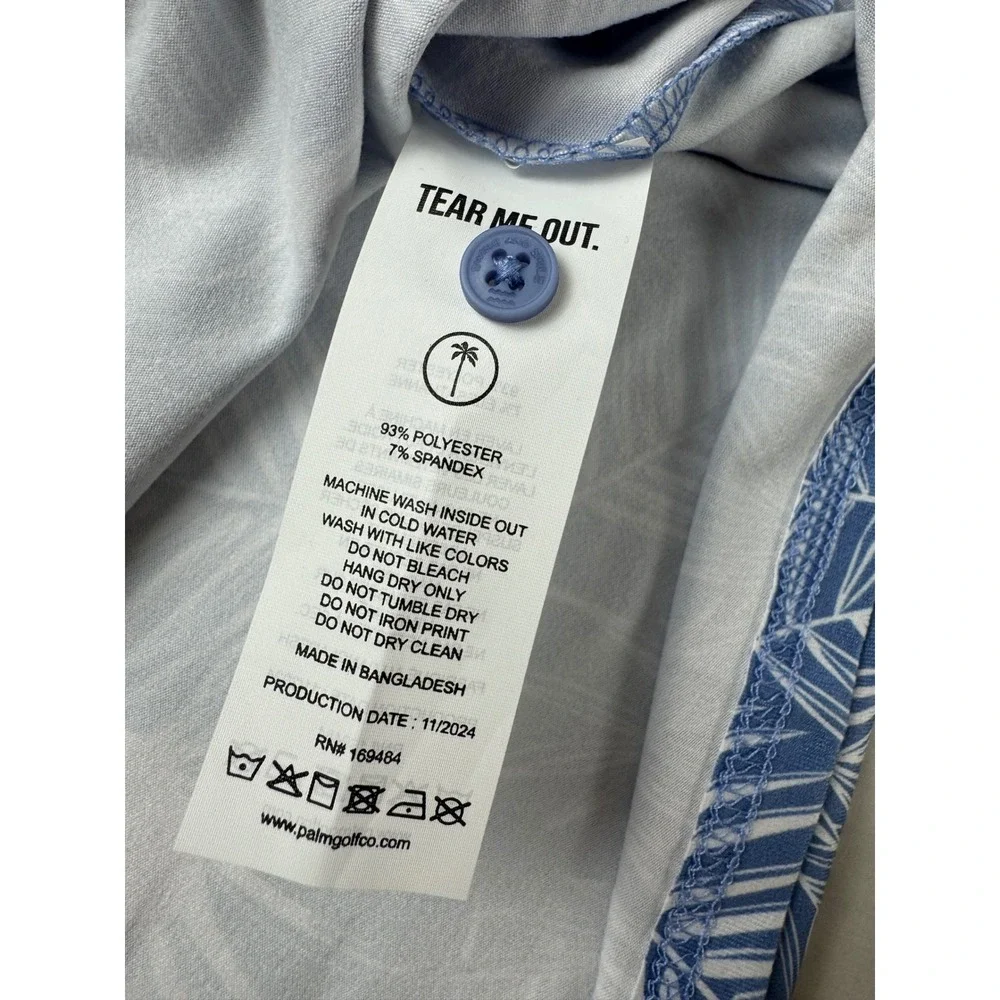 TEAR ME OUT.
93% POLYESTER
7% SPANDEX
MACHINE WASH INSIDE OUT
IN COLD WATER
WASH WITH LIKE COLORS
DO NOT BLEACH
HANG DRY ONLY
DO NOT TUMBLE DRY
DO NOT IRON PRINT
DO NOT DRY CLEAN
MADE IN BANGLADESH
PRODUCTION DATE : 11/2024
RN# 169484
www.palmgolfco.com